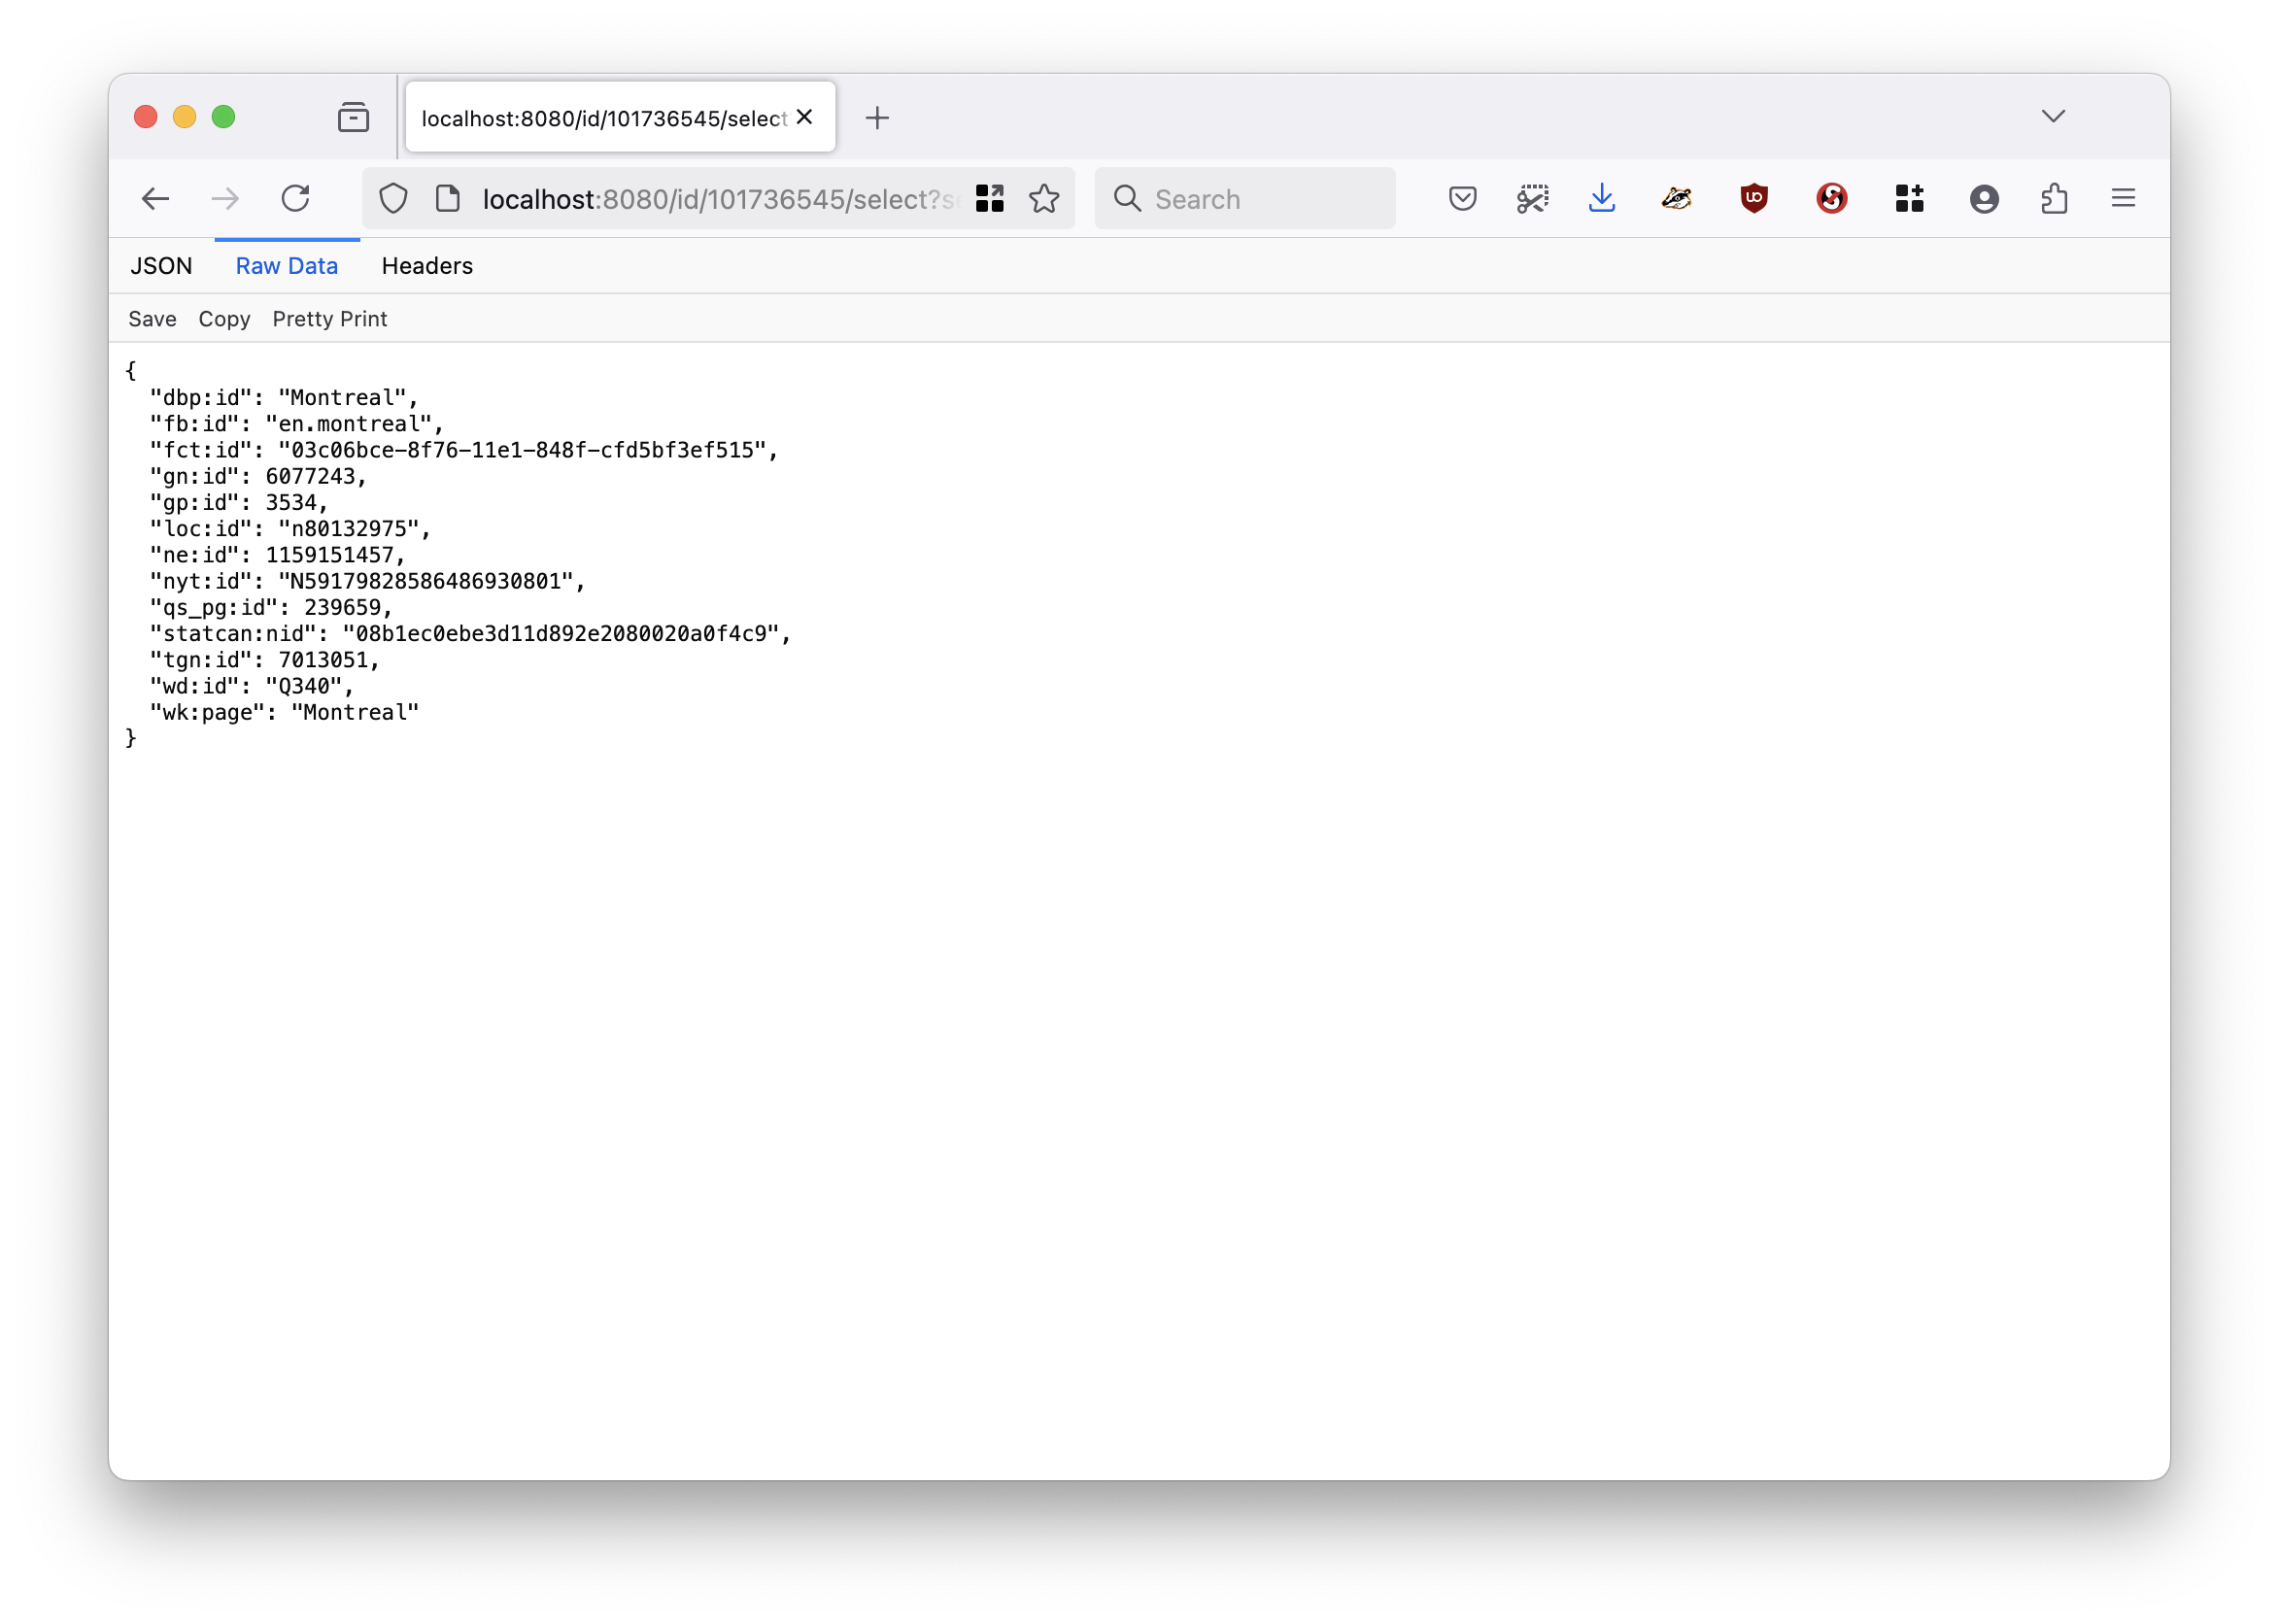 localhost:8080/id/101736545/select
localhost:8080/id/101736545/select?se
Search
JSON Raw Data Headers
Save Copy Pretty Print
{
"dbp:id": "Montreal",
"fb:id": "en.montreal",
"fct:id": "03c06bce-8f76-11e1-848f-cfd5bf3ef515",
"gn:id": 6077243,
"gp:id": 3534,
"loc:id": "n80132975",
"ne:id": 1159151457,
"nyt:id": "N59179828586486930801",
"qs_pg:id": 239659,
"statcan:nid": "08b1ec0ebe3d11d892e2080020a0f4c9",
"tgn:id": 7013051,
"wd:id": "Q340",
"wk:page": "Montreal"
}